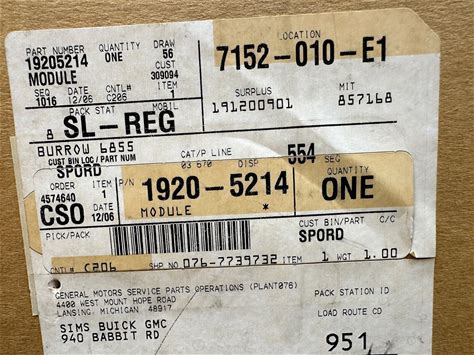 PART NUMBER QUANTITY DRAW LOCATION
19205214 ONE 56 7152-010-E1
MODULE CUST 309094
SEQ DATE CNTL# ITEM SURPLUS MIT
1016 12/06 C206 1 191200901 857168
PACK STAT MOBIL
8 SL-REG
BURROW 6855 CAT/P LINE 554 SEG
CUST BIN LOC/PART NUM 03 670 DISP
SPORD
ORDER ITEM P/N QUANTITY
4574640 1 1920-5214 ONE
CSO 12/06 MODULE *
PICK/PACK CUST BIN/PART C/C
SPORD
CNTL# C206 SHP NO 076-7739732 ITEM 1 WGT 1.00
GENERAL MOTORS SERVICE PARTS OPERATIONS (PLANT076) PACK STATION ID
4400 WEST MOUNT HOPE ROAD
LANSING, MICHIGAN 48917 LOAD ROUTE CD
SIMS BUICK GMC 951
940 BABBIT RD